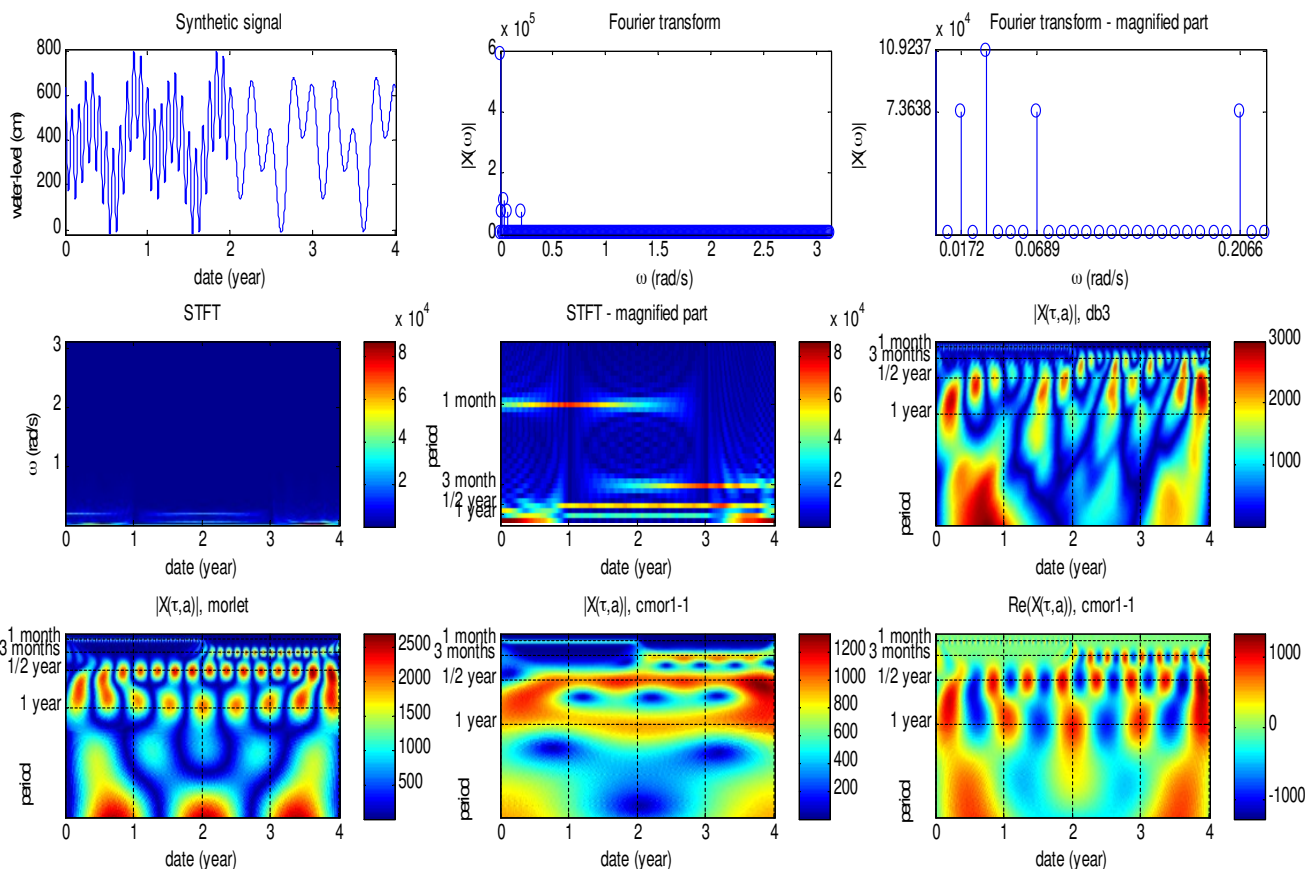 Synthetic signal
800
600
400
200
0
water-level (cm)
0 1 2 3 4
date (year)
Fourier transform
x 10^5
6
4
2
0
|X(ω)|
0 0.5 1 1.5 2 2.5 3
ω (rad/s)
Fourier transform - magnified part
x 10^4
10.9237
7.3638
|X(ω)|
0.0172 0.0689 0.2066
ω (rad/s)
STFT
3
2
1
ω (rad/s)
0 1 2 3 4
date (year)
x 10^4
8
6
4
2
STFT - magnified part
1 month
3 month
1/2 year
1 year
period
0 1 2 3 4
date (year)
x 10^4
8
6
4
2
|X(τ,a)|, db3
1 month
3 months
1/2 year
1 year
period
0 1 2 3 4
date (year)
3000
2000
1000
|X(τ,a)|, morlet
1 month
3 months
1/2 year
1 year
period
0 1 2 3 4
date (year)
2500
2000
1500
1000
500
|X(τ,a)|, cmor1-1
1 month
3 months
1/2 year
1 year
period
0 1 2 3 4
date (year)
1200
1000
800
600
400
200
Re(X(τ,a)), cmor1-1
1 month
3 months
1/2 year
1 year
period
0 1 2 3 4
date (year)
1000
0
-1000